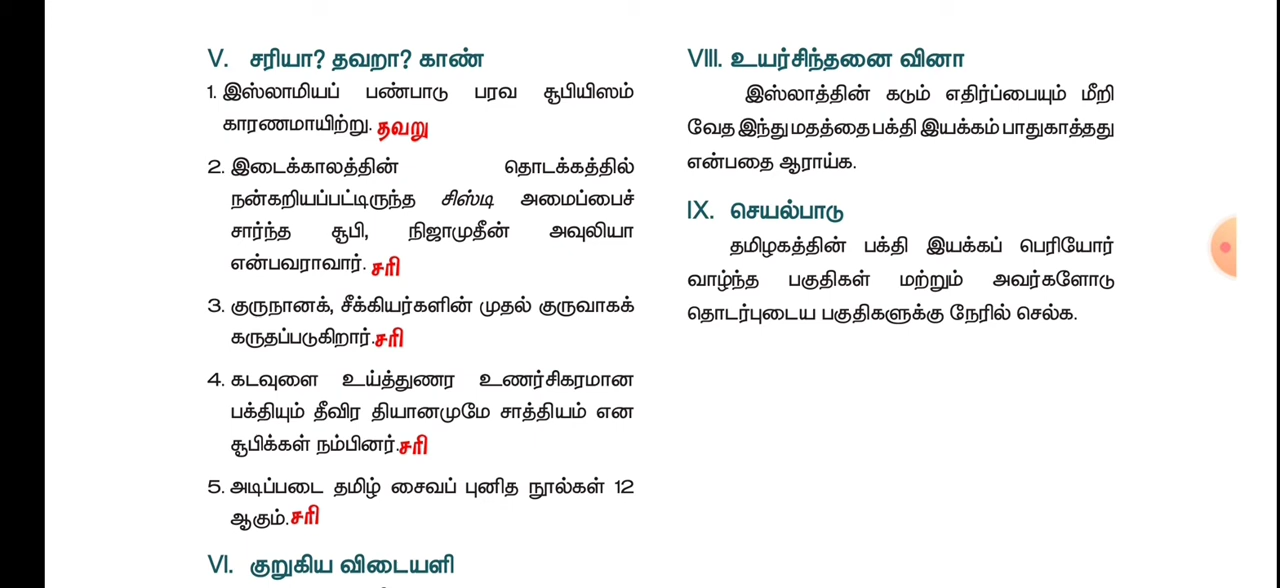 V. சரியா? தவறா? காண்
1. இஸ்லாமியப் பண்பாடு பரவ சூபியிஸம்
காரணமாயிற்று. தவறு
2. இடைக்காலத்தின் தொடக்கத்தில்
நன்கறியப்பட்டிருந்த சிஸ்டி அமைப்பைச்
சார்ந்த சூபி, நிஜாமுதீன் அவுலியா
என்பவராவார். சரி
3. குருநானக், சீக்கியர்களின் முதல் குருவாகக்
கருதப்படுகிறார். சரி
4. கடவுளை உய்த்துணர உணர்சிகரமான
பக்தியும் தீவிர தியானமுமே சாத்தியம் என
சூபிக்கள் நம்பினர். சரி
5. அடிப்படை தமிழ் சைவப் புனித நூல்கள் 12
ஆகும். சரி
VI. குறுகிய விடையளி
VIII. உயர்சிந்தனை வினா
இஸ்லாத்தின் கடும் எதிர்ப்பையும் மீறி
வேத இந்து மதத்தை பக்தி இயக்கம் பாதுகாத்தது
என்பதை ஆராய்க.
IX. செயல்பாடு
தமிழகத்தின் பக்தி இயக்கப் பெரியோர்
வாழ்ந்த பகுதிகள் மற்றும் அவர்களோடு
தொடர்புடைய பகுதிகளுக்கு நேரில் செல்க.